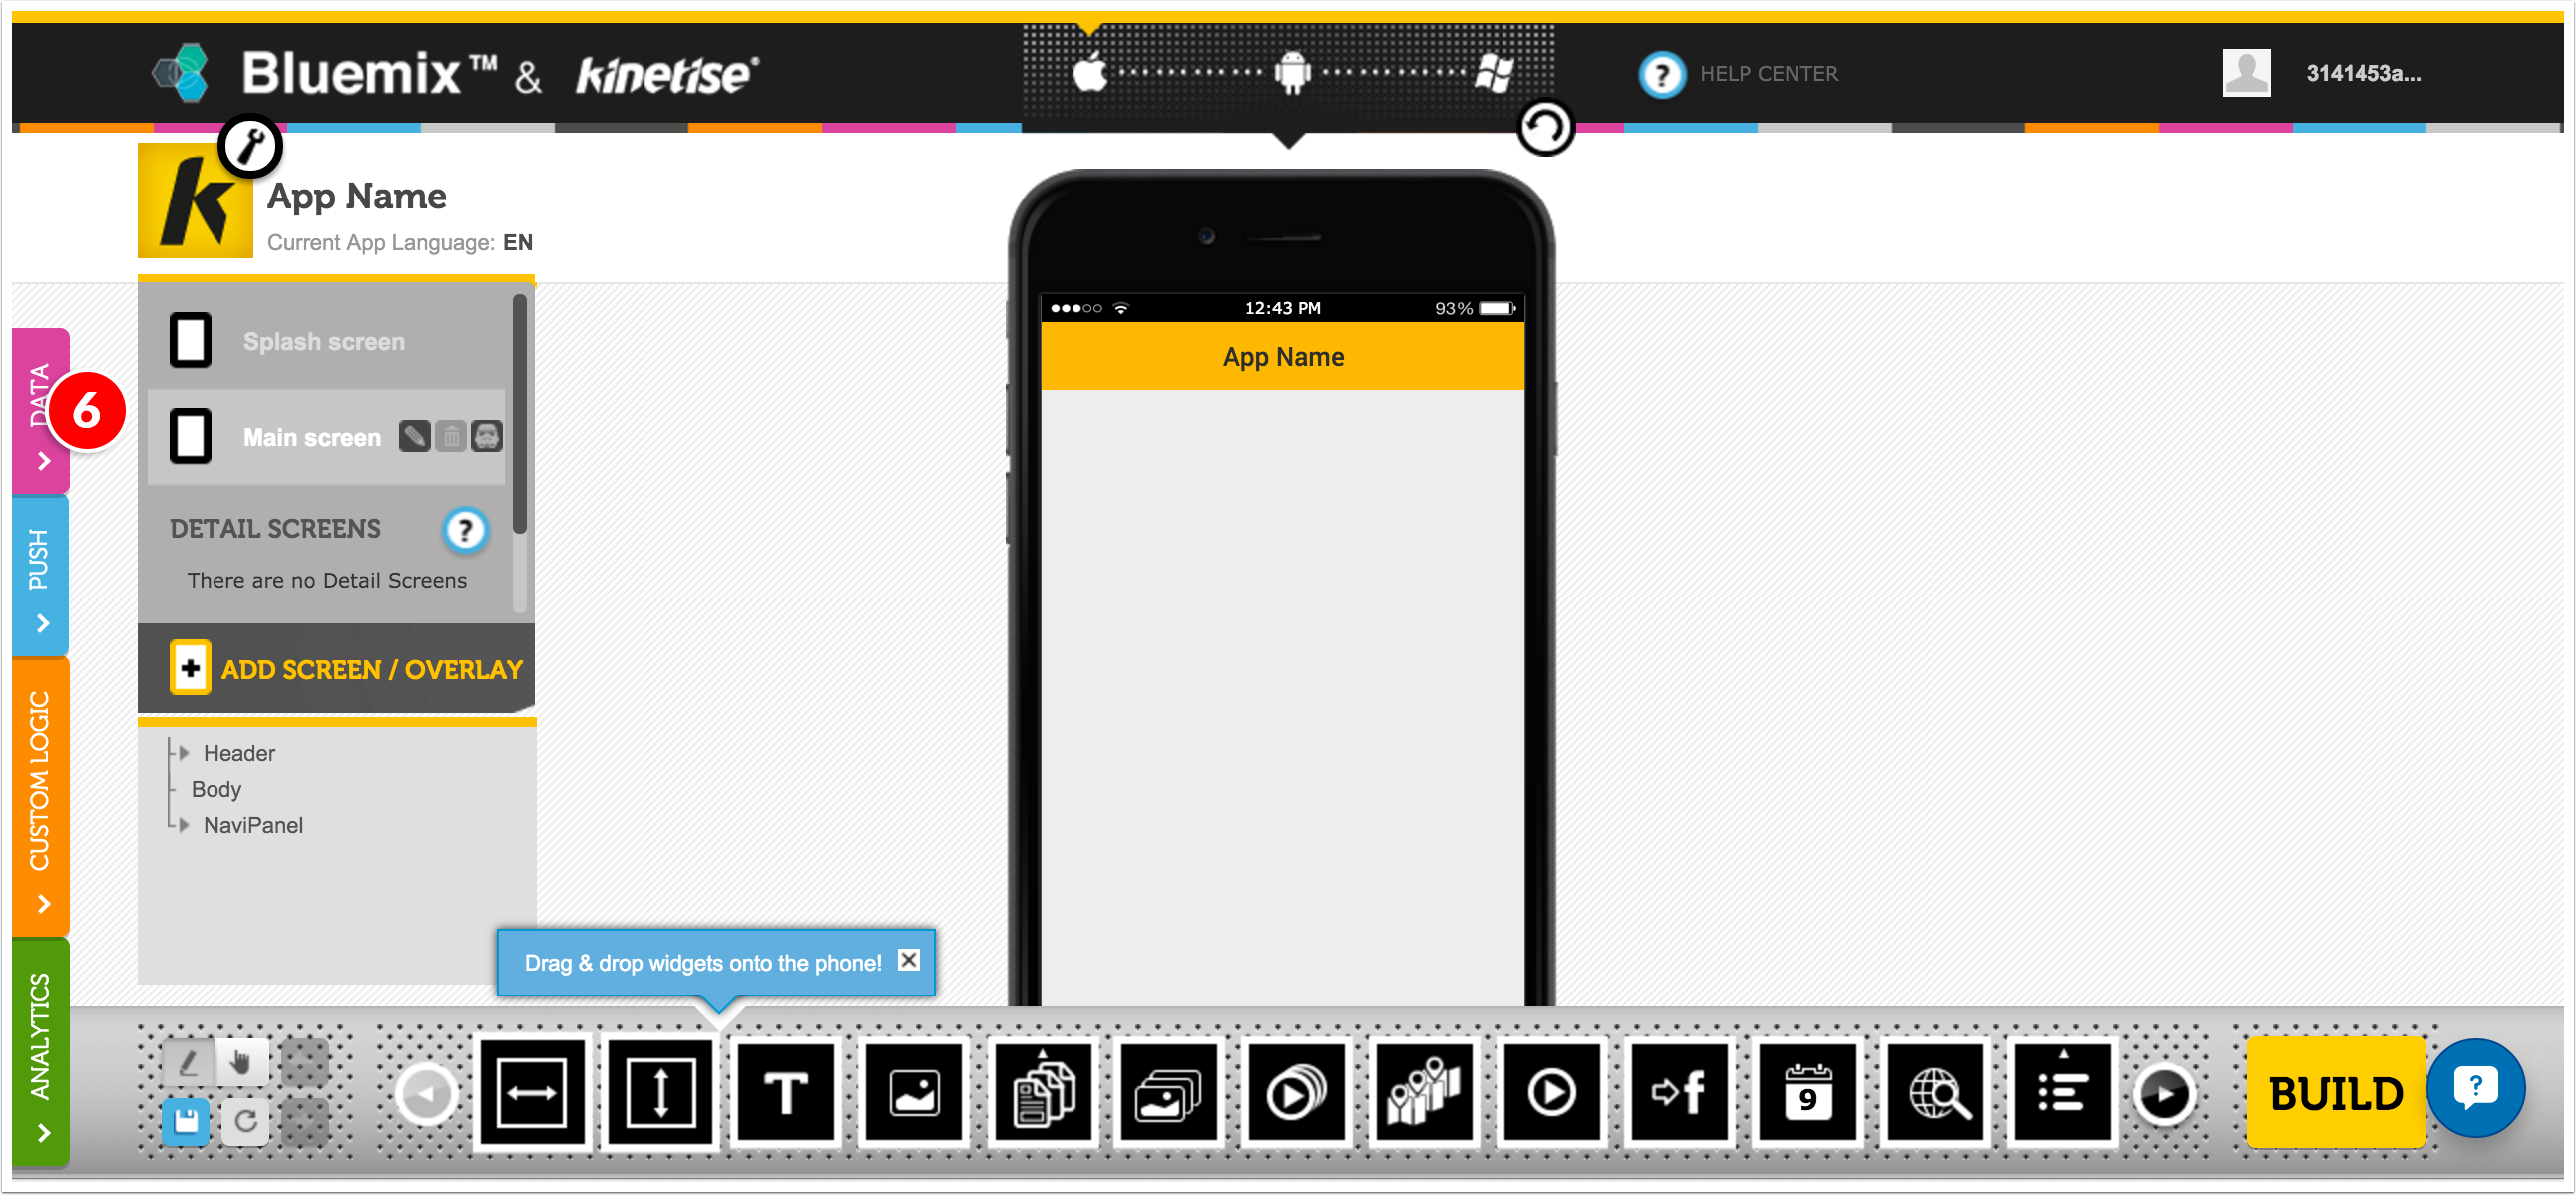 Bluemix™ & kinetise®
HELP CENTER
3141453a...
k
App Name
Current App Language: EN
Splash screen
Main screen
DETAIL SCREENS
?
There are no Detail Screens
ADD SCREEN / OVERLAY
Header
Body
NaviPanel
DATA
6
PUSH
CUSTOM LOGIC
ANALYTICS
12:43 PM
93%
App Name
Drag & drop widgets onto the phone!
T
f
9
BUILD
?